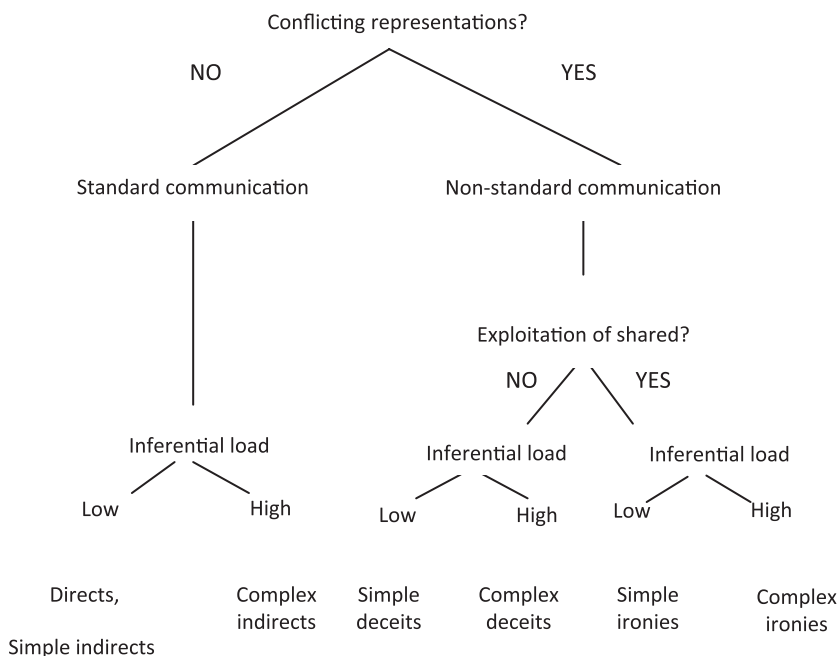 Conflicting representations?
NO
YES
Standard communication
Non-standard communication
Exploitation of shared?
NO
YES
Inferential load
Inferential load
Inferential load
Low
High
Low
High
Low
High
Directs,
Simple indirects
Complex
indirects
Simple
deceits
Complex
deceits
Simple
ironies
Complex
ironies